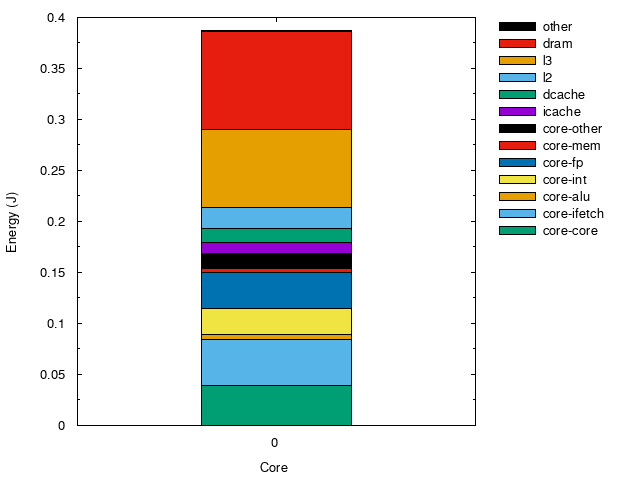 0.4
0.35
0.3
0.25
0.2
0.15
0.1
0.05
0
Energy (J)
0
Core
other
dram
l3
l2
dcache
icache
core-other
core-mem
core-fp
core-int
core-alu
core-ifetch
core-core